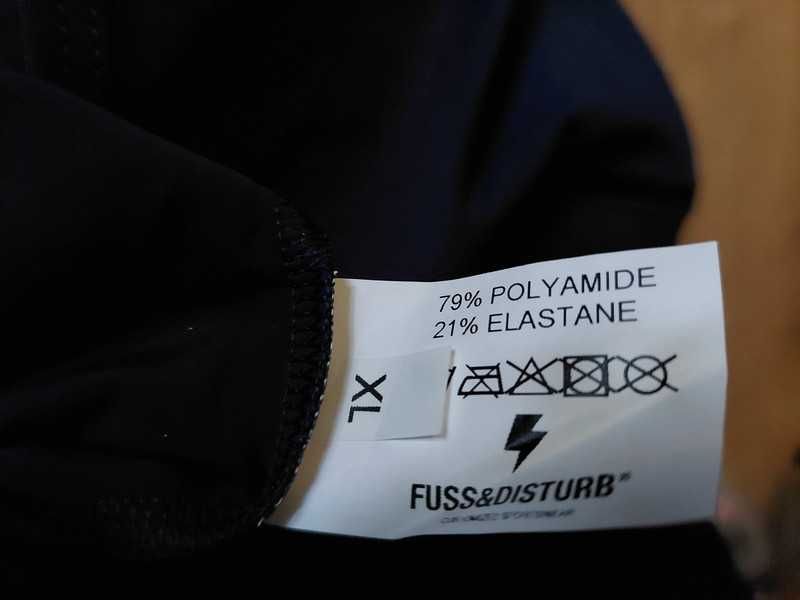 79% POLYAMIDE
21% ELASTANE
XL
FUSS&DISTURB®